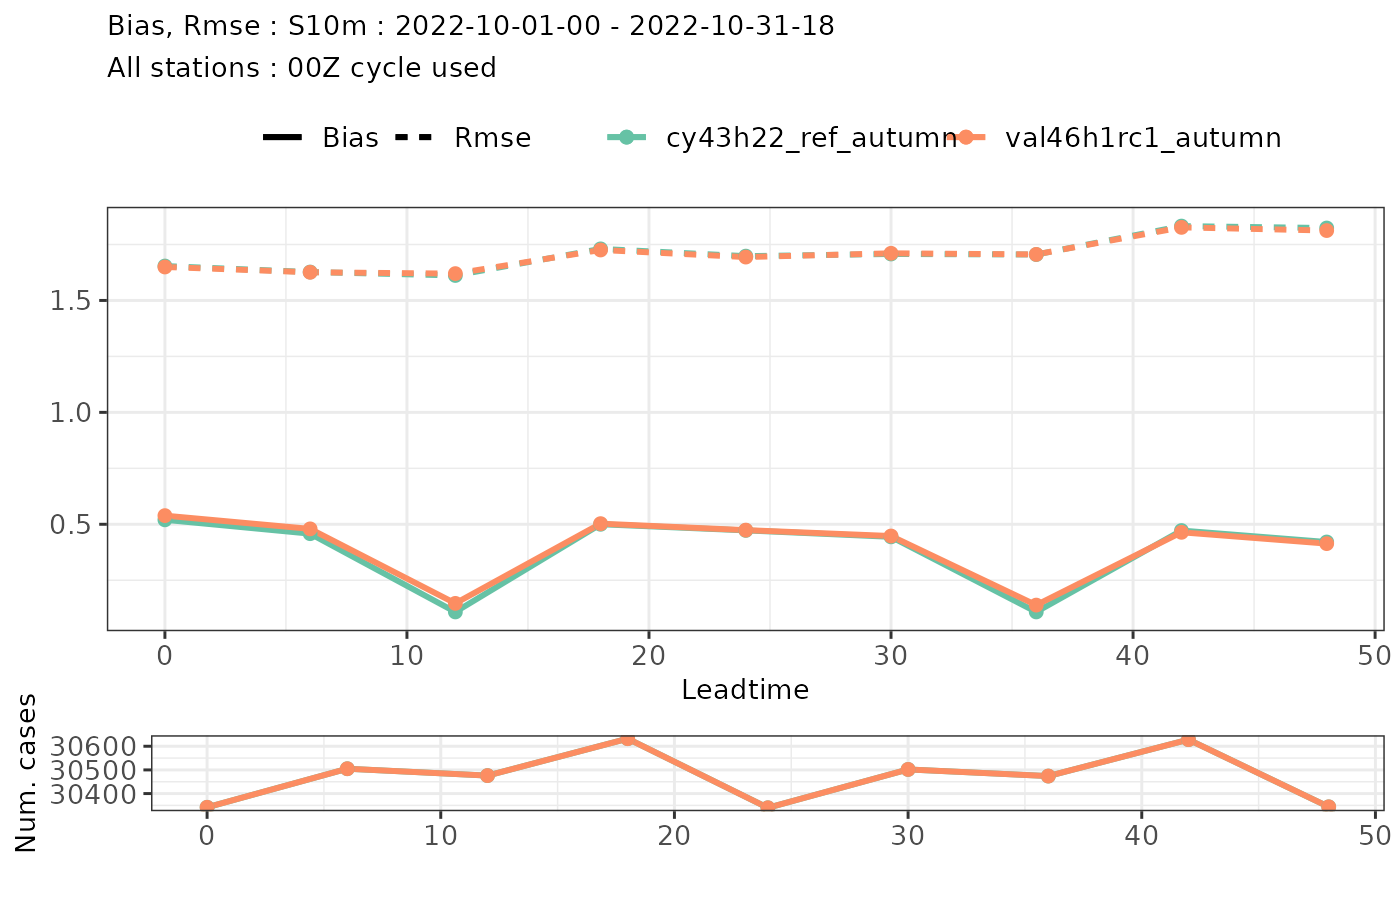 Bias, Rmse : S10m : 2022-10-01-00 - 2022-10-31-18
All stations : 00Z cycle used
Bias Rmse cy43h22_ref_autumn val46h1rc1_autumn
1.5
1.0
0.5
0 10 20 30 40 50
Leadtime
Num. cases
30600
30500
30400
0 10 20 30 40 50